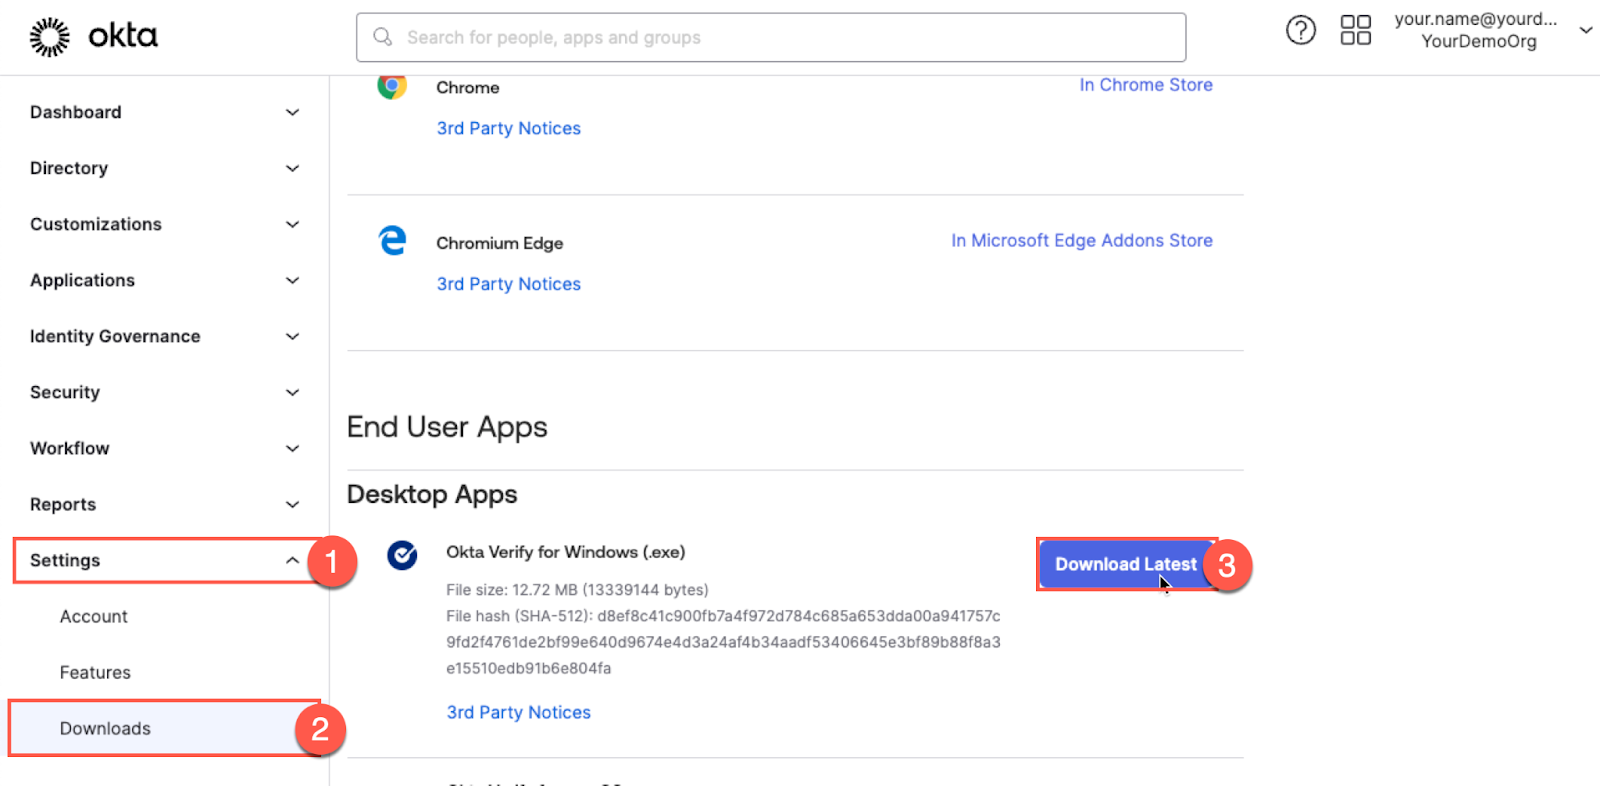 okta
Search for people, apps and groups
your.name@yourd...
YourDemoOrg
Dashboard
Directory
Customizations
Applications
Identity Governance
Security
Workflow
Reports
Settings
1
Account
Features
Downloads
2
Chrome
In Chrome Store
3rd Party Notices
Chromium Edge
In Microsoft Edge Addons Store
3rd Party Notices
End User Apps
Desktop Apps
Okta Verify for Windows (.exe)
Download Latest
3
File size: 12.72 MB (13339144 bytes)
File hash (SHA-512): d8ef8c41c900fb7a4f972d784c685a653dda00a941757c
9fd2f4761de2bf99e640d9674e4d3a24af4b34aadf53406645e3bf89b88f8a3
e15510edb91b6e804fa
3rd Party Notices